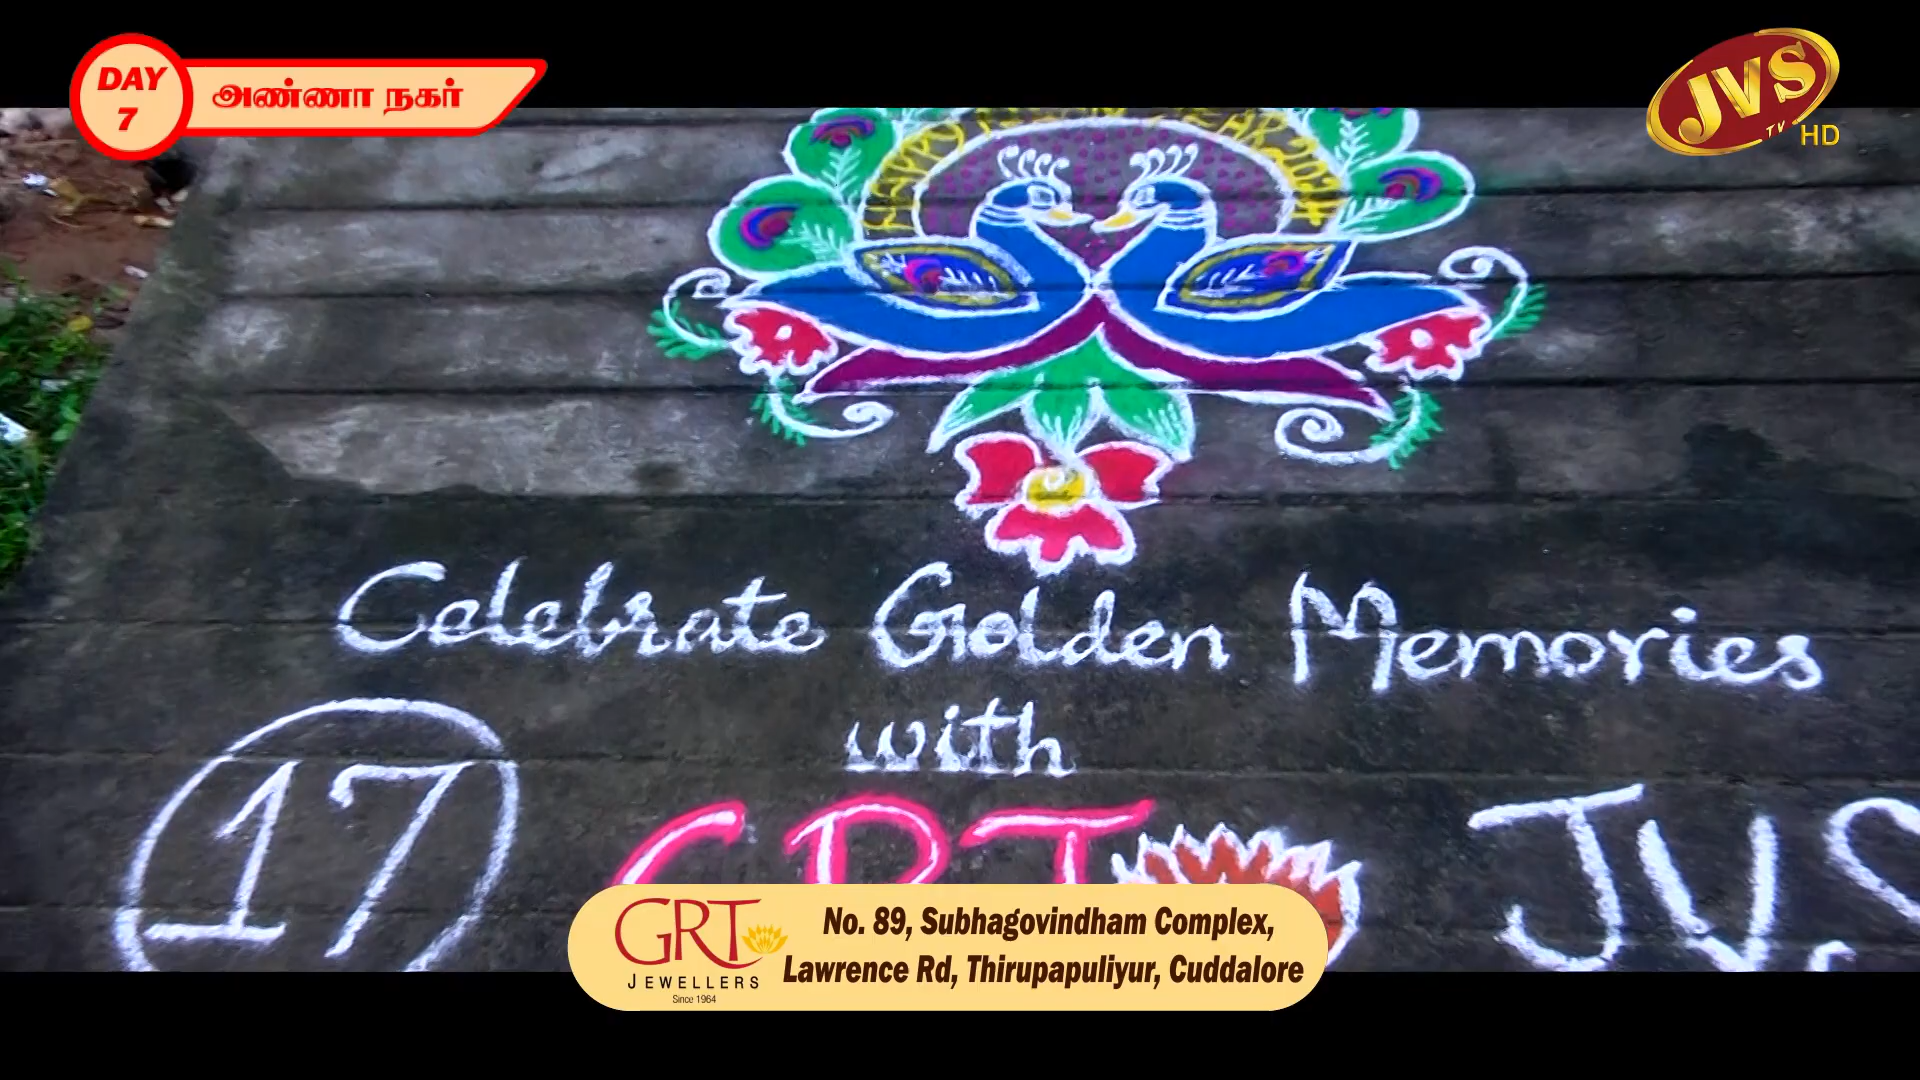 DAY
7
அண்ணா நகர்
JVS
TV HD
Celebrate Golden Memories
with
17
GRT
J.V.S
GRT
JEWELLERS
Since 1964
No. 89, Subhagovindham Complex,
Lawrence Rd, Thirupapuliyur, Cuddalore